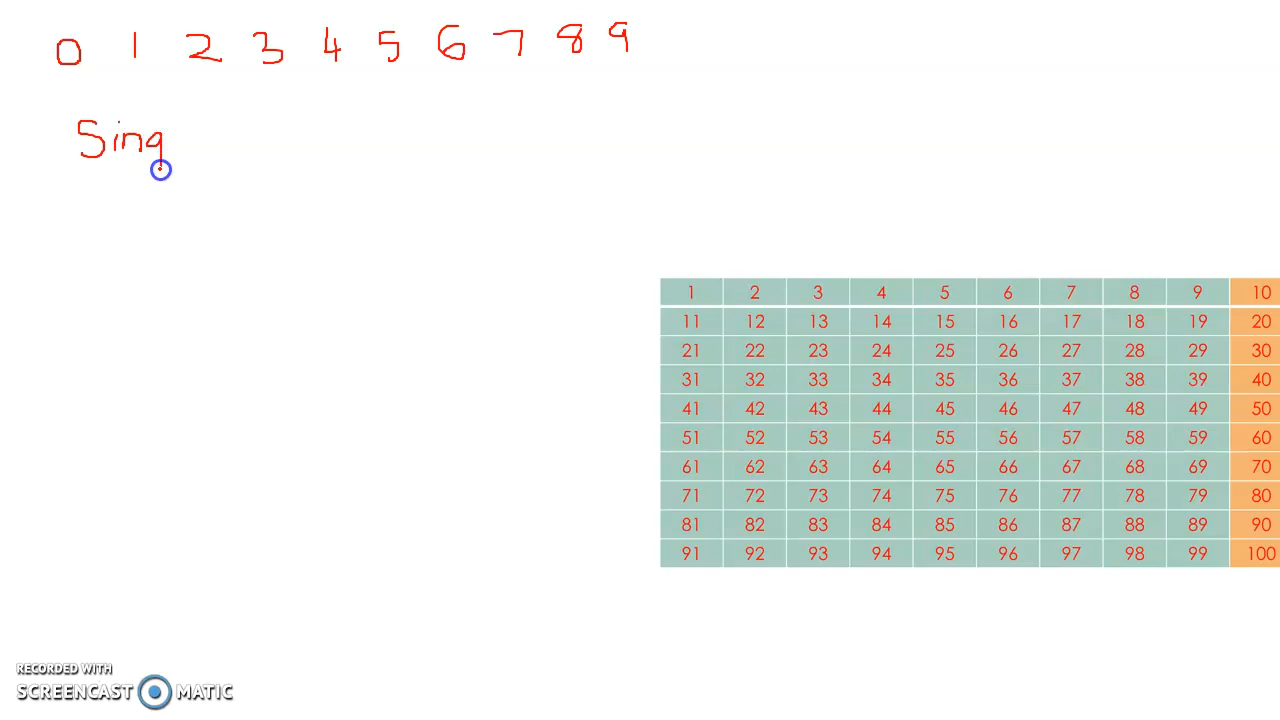 0 1 2 3 4 5 6 7 8 9
Sing
1 2 3 4 5 6 7 8 9 10
11 12 13 14 15 16 17 18 19 20
21 22 23 24 25 26 27 28 29 30
31 32 33 34 35 36 37 38 39 40
41 42 43 44 45 46 47 48 49 50
51 52 53 54 55 56 57 58 59 60
61 62 63 64 65 66 67 68 69 70
71 72 73 74 75 76 77 78 79 80
81 82 83 84 85 86 87 88 89 90
91 92 93 94 95 96 97 98 99 100
RECORDED WITH
SCREENCAST MATIC